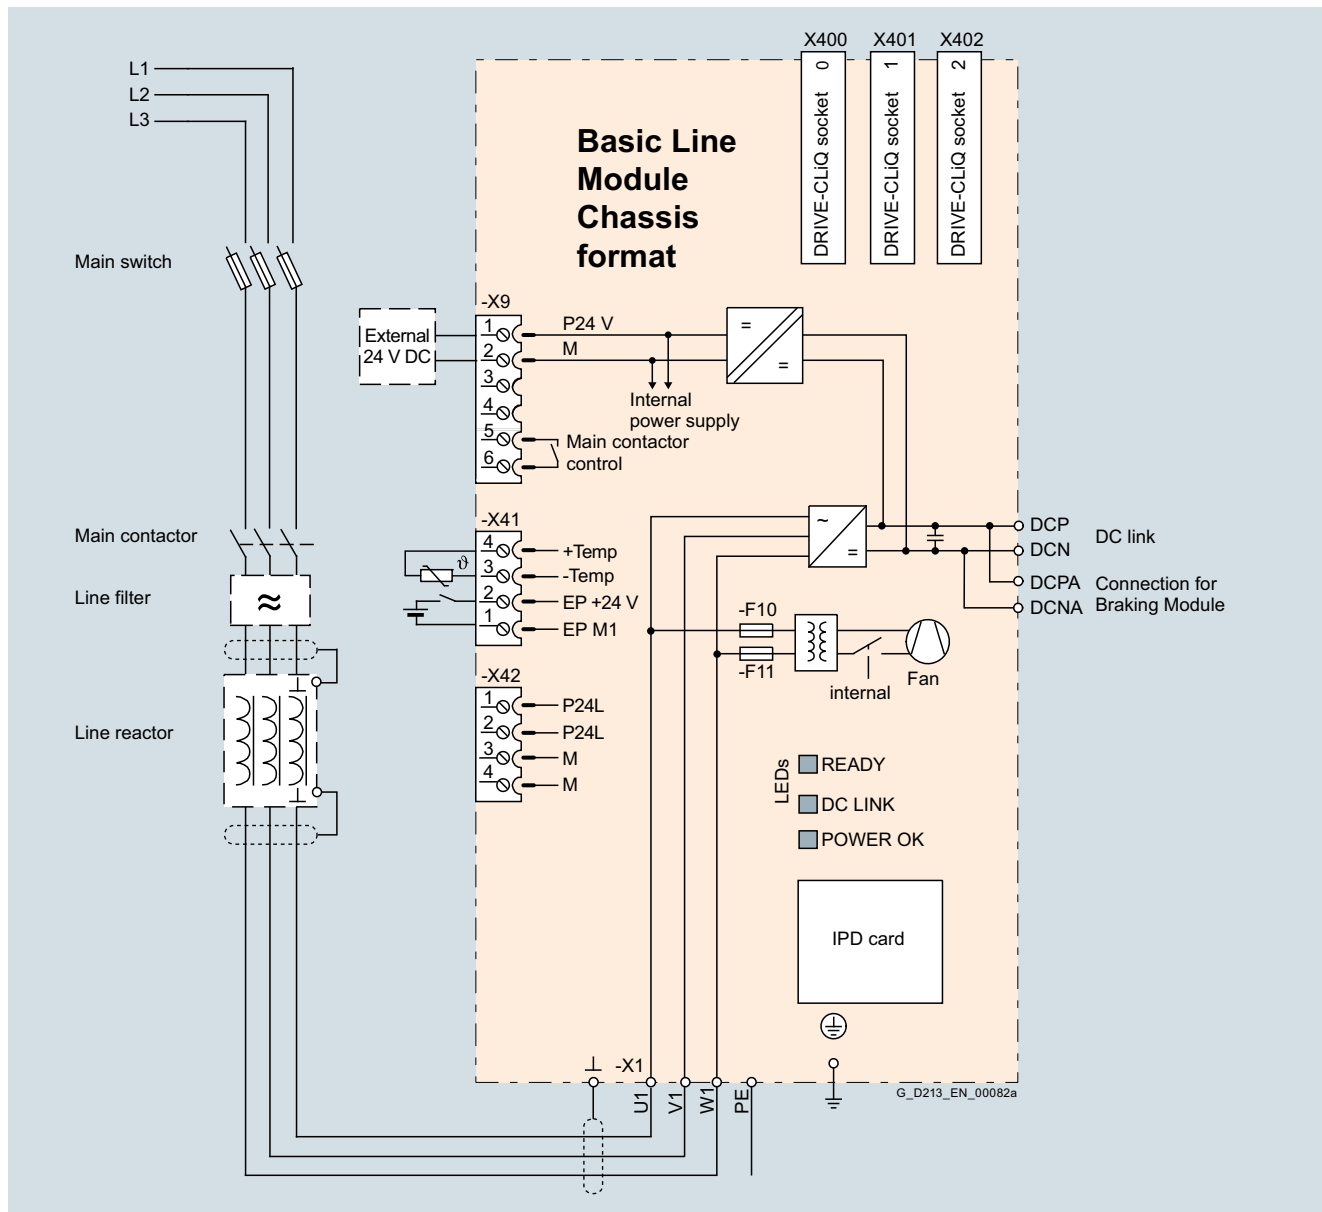 X400 X401 X402
L1
L2
L3
DRIVE-CLiQ socket 0
DRIVE-CLiQ socket 1
DRIVE-CLiQ socket 2
Basic Line
Module
Chassis
format
Main switch
-X9
External
24 V DC
1
2
3
4
5
6
P24 V
M
=
=
Internal
power supply
Main contactor
control
Main contactor
Line filter
≈
Line reactor
-X41
ϑ
4
3
2
1
+Temp
-Temp
EP +24 V
EP M1
~
=
DCP
DCN
DC link
DCPA
DCNA
Connection for
Braking Module
-F10
-F11
internal
Fan
-X42
1
2
3
4
P24L
P24L
M
M
LEDs
READY
DC LINK
POWER OK
IPD card
-X1
U1
V1
W1
PE
G_D213_EN_00082a